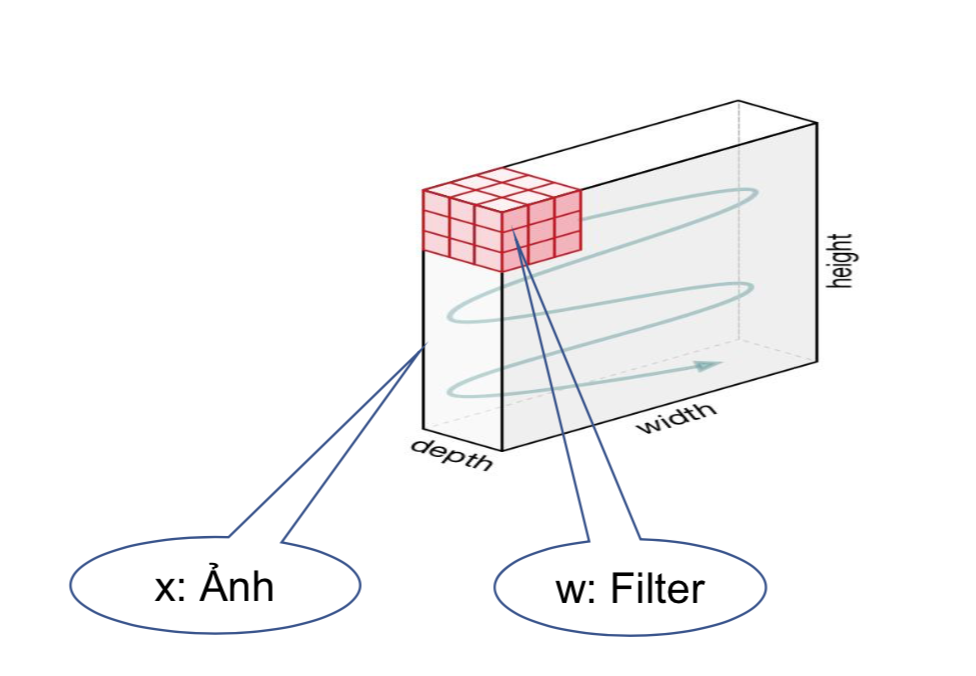 height
width
depth
x: Ảnh
w: Filter